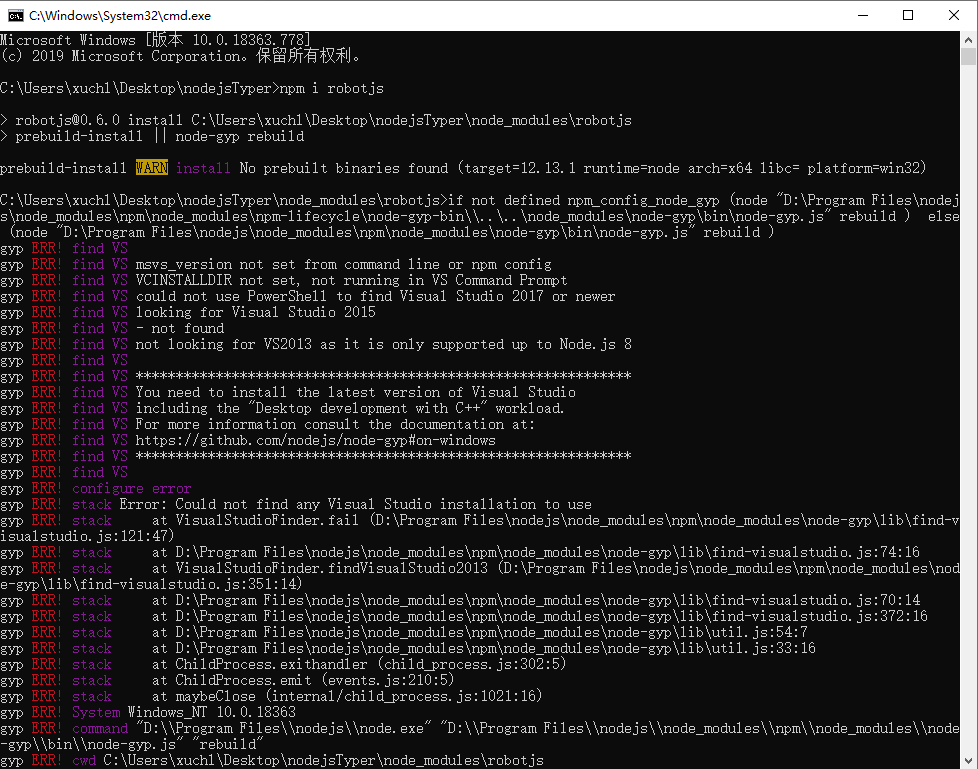 C:\Windows\System32\cmd.exe
Microsoft Windows [版本 10.0.18363.778]
(c) 2019 Microsoft Corporation。保留所有权利。
C:\Users\xuchl\Desktop\nodejsTyper>npm i robotjs
> robotjs@0.6.0 install C:\Users\xuchl\Desktop\nodejsTyper\node_modules\robotjs
> prebuild-install || node-gyp rebuild
prebuild-install WARN install No prebuilt binaries found (target=12.13.1 runtime=node arch=x64 libc= platform=win32)
C:\Users\xuchl\Desktop\nodejsTyper\node_modules\robotjs>if not defined npm_config_node_gyp (node "D:\Program Files\nodej
s\node_modules\npm\node_modules\npm-lifecycle\node-gyp-bin\\..\..\node_modules\node-gyp\bin\node-gyp.js" rebuild )  else
 (node "D:\Program Files\nodejs\node_modules\npm\node_modules\node-gyp\bin\node-gyp.js" rebuild )
gyp ERR! find VS
gyp ERR! find VS msvs_version not set from command line or npm config
gyp ERR! find VS VCINSTALLDIR not set, not running in VS Command Prompt
gyp ERR! find VS could not use PowerShell to find Visual Studio 2017 or newer
gyp ERR! find VS looking for Visual Studio 2015
gyp ERR! find VS - not found
gyp ERR! find VS not looking for VS2013 as it is only supported up to Node.js 8
gyp ERR! find VS
gyp ERR! find VS **************************************************************
gyp ERR! find VS You need to install the latest version of Visual Studio
gyp ERR! find VS including the "Desktop development with C++" workload.
gyp ERR! find VS For more information consult the documentation at:
gyp ERR! find VS https://github.com/nodejs/node-gyp#on-windows
gyp ERR! find VS **************************************************************
gyp ERR! find VS
gyp ERR! configure error
gyp ERR! stack Error: Could not find any Visual Studio installation to use
gyp ERR! stack     at VisualStudioFinder.fail (D:\Program Files\nodejs\node_modules\npm\node_modules\node-gyp\lib\find-v
isualstudio.js:121:47)
gyp ERR! stack     at D:\Program Files\nodejs\node_modules\npm\node_modules\node-gyp\lib\find-visualstudio.js:74:16
gyp ERR! stack     at VisualStudioFinder.findVisualStudio2013 (D:\Program Files\nodejs\node_modules\npm\node_modules\nod
e-gyp\lib\find-visualstudio.js:351:14)
gyp ERR! stack     at D:\Program Files\nodejs\node_modules\npm\node_modules\node-gyp\lib\find-visualstudio.js:70:14
gyp ERR! stack     at D:\Program Files\nodejs\node_modules\npm\node_modules\node-gyp\lib\find-visualstudio.js:372:16
gyp ERR! stack     at D:\Program Files\nodejs\node_modules\npm\node_modules\node-gyp\lib\util.js:54:7
gyp ERR! stack     at D:\Program Files\nodejs\node_modules\npm\node_modules\node-gyp\lib\util.js:33:16
gyp ERR! stack     at ChildProcess.exithandler (child_process.js:302:5)
gyp ERR! stack     at ChildProcess.emit (events.js:210:5)
gyp ERR! stack     at maybeClose (internal/child_process.js:1021:16)
gyp ERR! System Windows_NT 10.0.18363
gyp ERR! command "D:\\Program Files\\nodejs\\node.exe" "D:\\Program Files\\nodejs\\node_modules\\npm\\node_modules\\node
-gyp\\bin\\node-gyp.js" "rebuild"
gyp ERR! cwd C:\Users\xuchl\Desktop\nodejsTyper\node_modules\robotjs